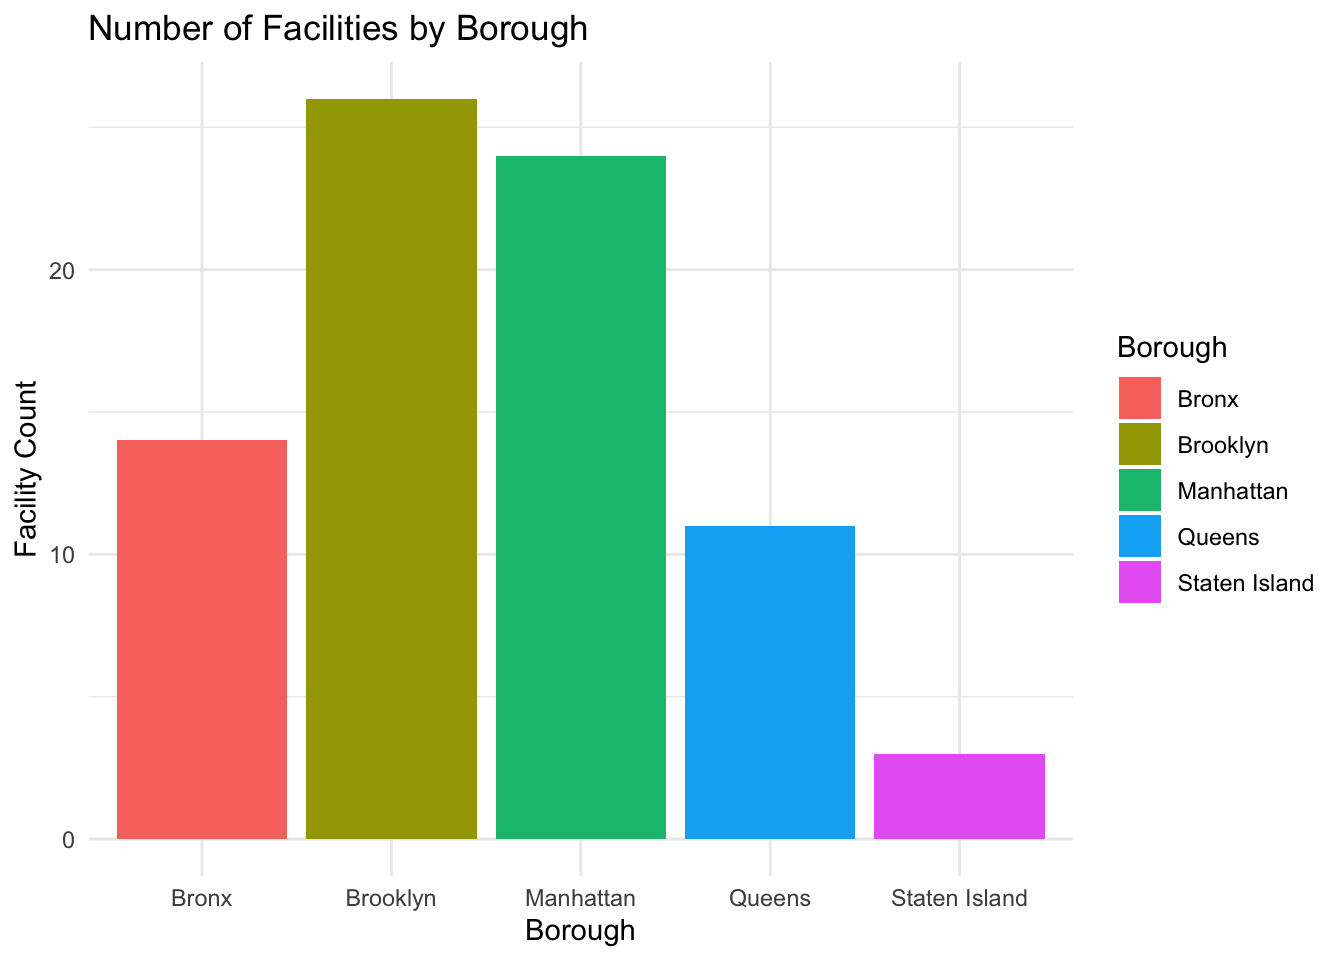 Number of Facilities by Borough
Facility Count
20
10
0
Bronx Brooklyn Manhattan Queens Staten Island
Borough
Borough
Bronx
Brooklyn
Manhattan
Queens
Staten Island